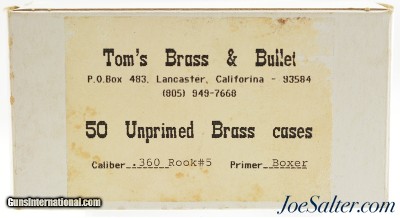 Tom's Brass & Bullet
P.O.Box 483, Lancaster, Califorina - 93584
(805) 949-7668
50 Unprimed Brass cases
Caliber .360 Rook#5 Primer Boxer
GunsInternational.com
JoeSalter.com